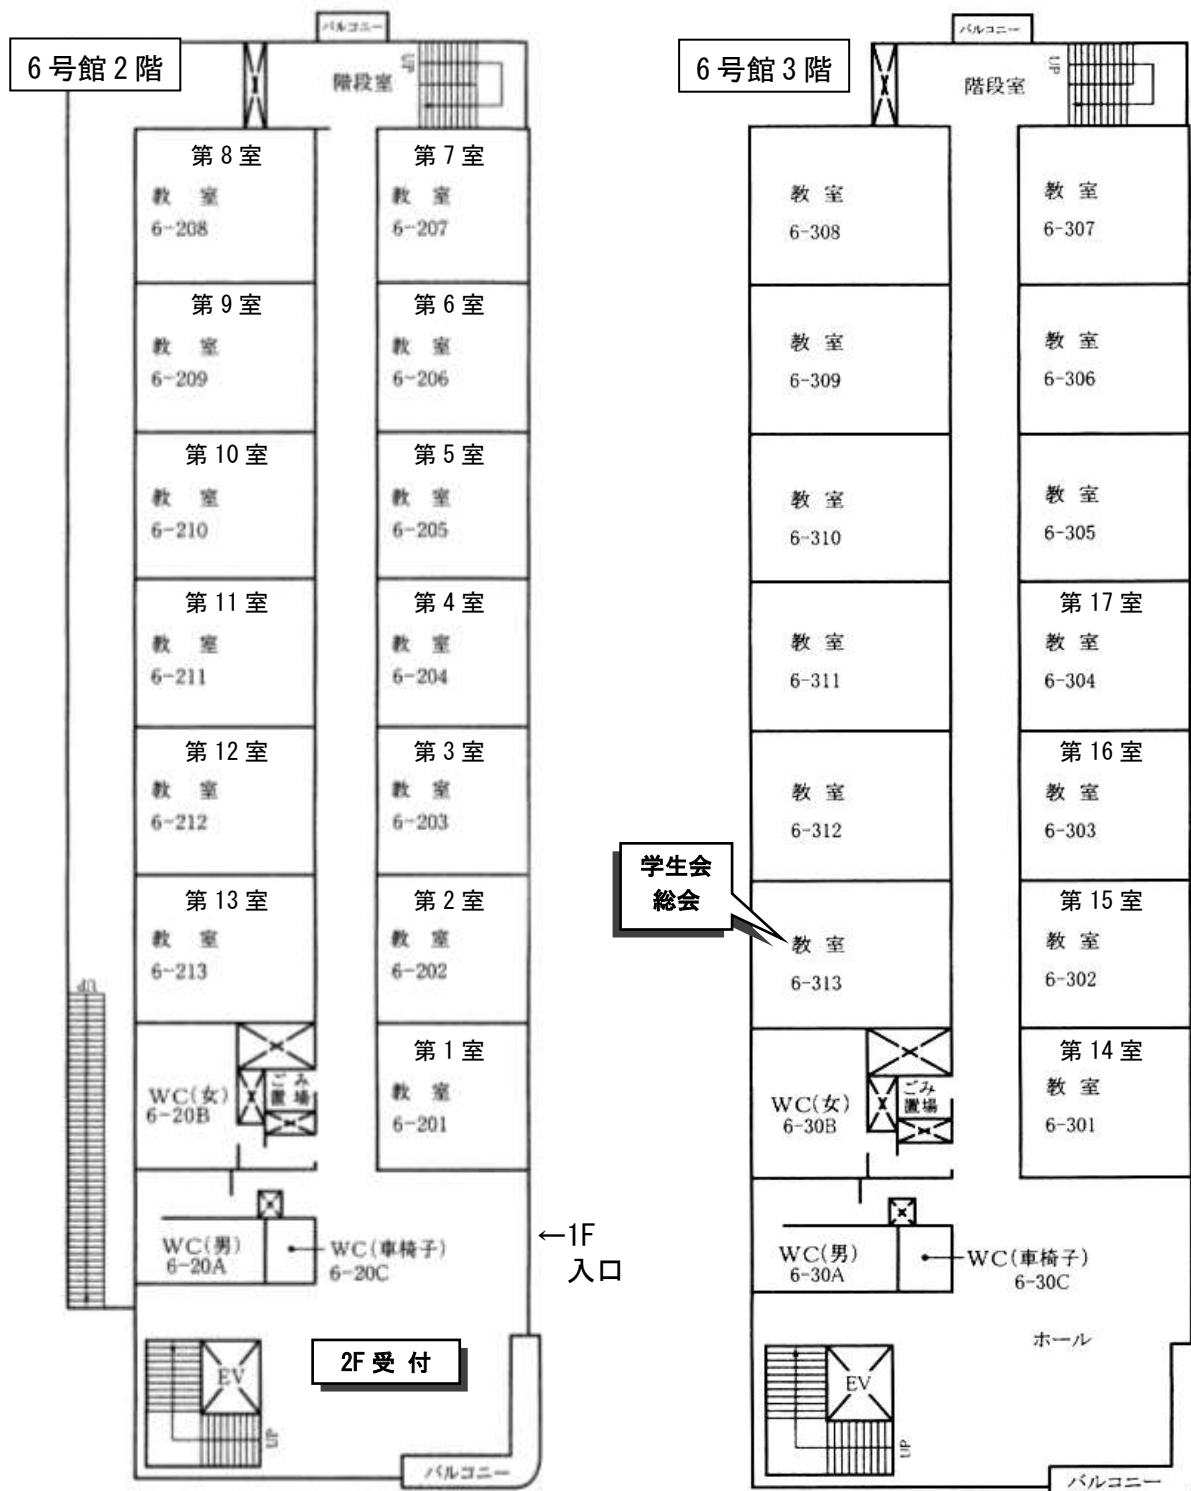 6号館2階
バルコニー
階段室
UP
第8室
教室
6-208
第7室
教室
6-207
第9室
教室
6-209
第6室
教室
6-206
第10室
教室
6-210
第5室
教室
6-205
第11室
教室
6-211
第4室
教室
6-204
第12室
教室
6-212
第3室
教室
6-203
第13室
教室
6-213
第2室
教室
6-202
UP
第1室
教室
6-201
WC(女)
6-20B
ごみ
置場
WC(男)
6-20A
WC(車椅子)
6-20C
←1F
入口
2F 受 付
EV
UP
バルコニー
6号館3階
バルコニー
階段室
UP
教室
6-308
教室
6-307
教室
6-309
教室
6-306
教室
6-310
教室
6-305
教室
6-311
第17室
教室
6-304
教室
6-312
第16室
教室
6-303
学生会
総会
教室
6-313
第15室
教室
6-302
第14室
教室
6-301
WC(女)
6-30B
ごみ
置場
WC(男)
6-30A
WC(車椅子)
6-30C
ホール
EV
UP
バルコニー